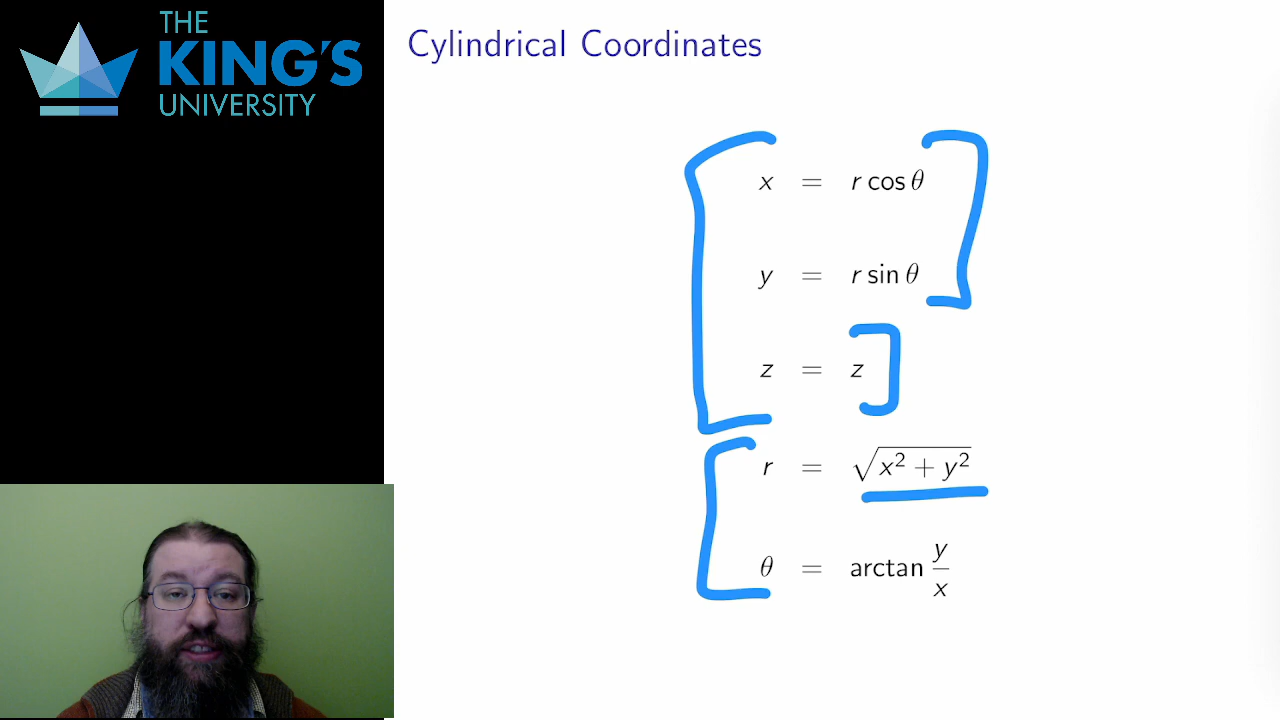 THE
KING'S
UNIVERSITY
Cylindrical Coordinates
x = r cos θ
y = r sin θ
z = z
r = √(x² + y²)
θ = arctan y/x